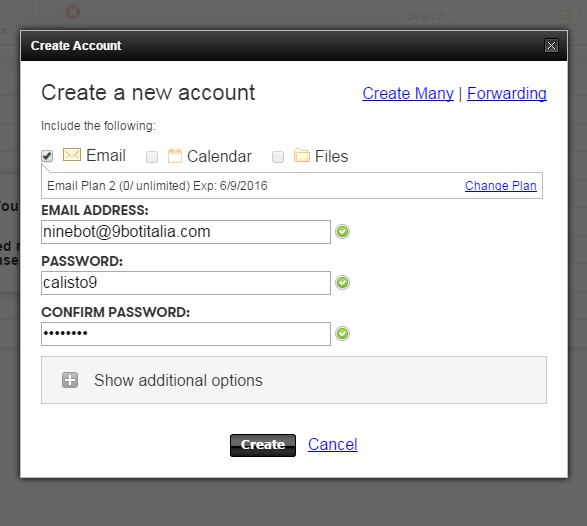 Search...
Create Account
Create a new account
Create Many | Forwarding
Include the following:
Email Calendar Files
Email Plan 2 (0/ unlimited) Exp: 6/9/2016 Change Plan
EMAIL ADDRESS:
ninebot@9botitalia.com
PASSWORD:
calisto9
CONFIRM PASSWORD:
••••••••
Show additional options
Create Cancel